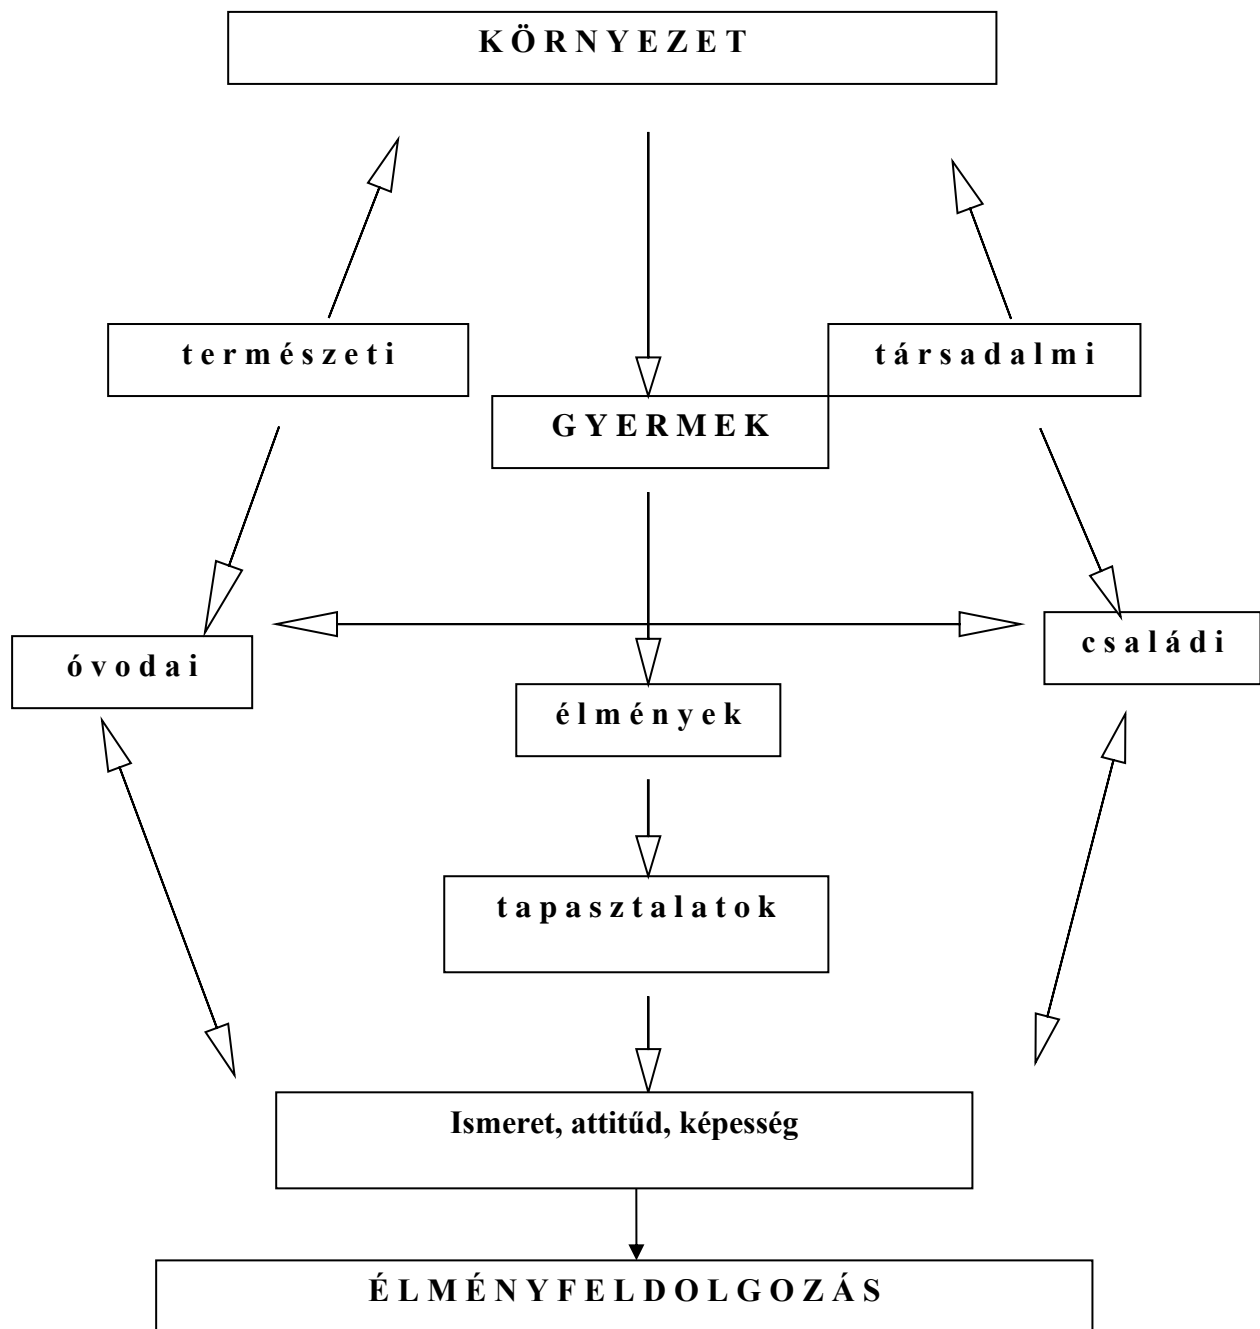 K Ö R N Y E Z E T
t e r m é s z e t i
t á r s a d a l m i
G Y E R M E K
ó v o d a i
c s a l á d i
é l m é n y e k
t a p a s z t a l a t o k
Ismeret, attitűd, képesség
É L M É N Y F E L D O L G O Z Á S